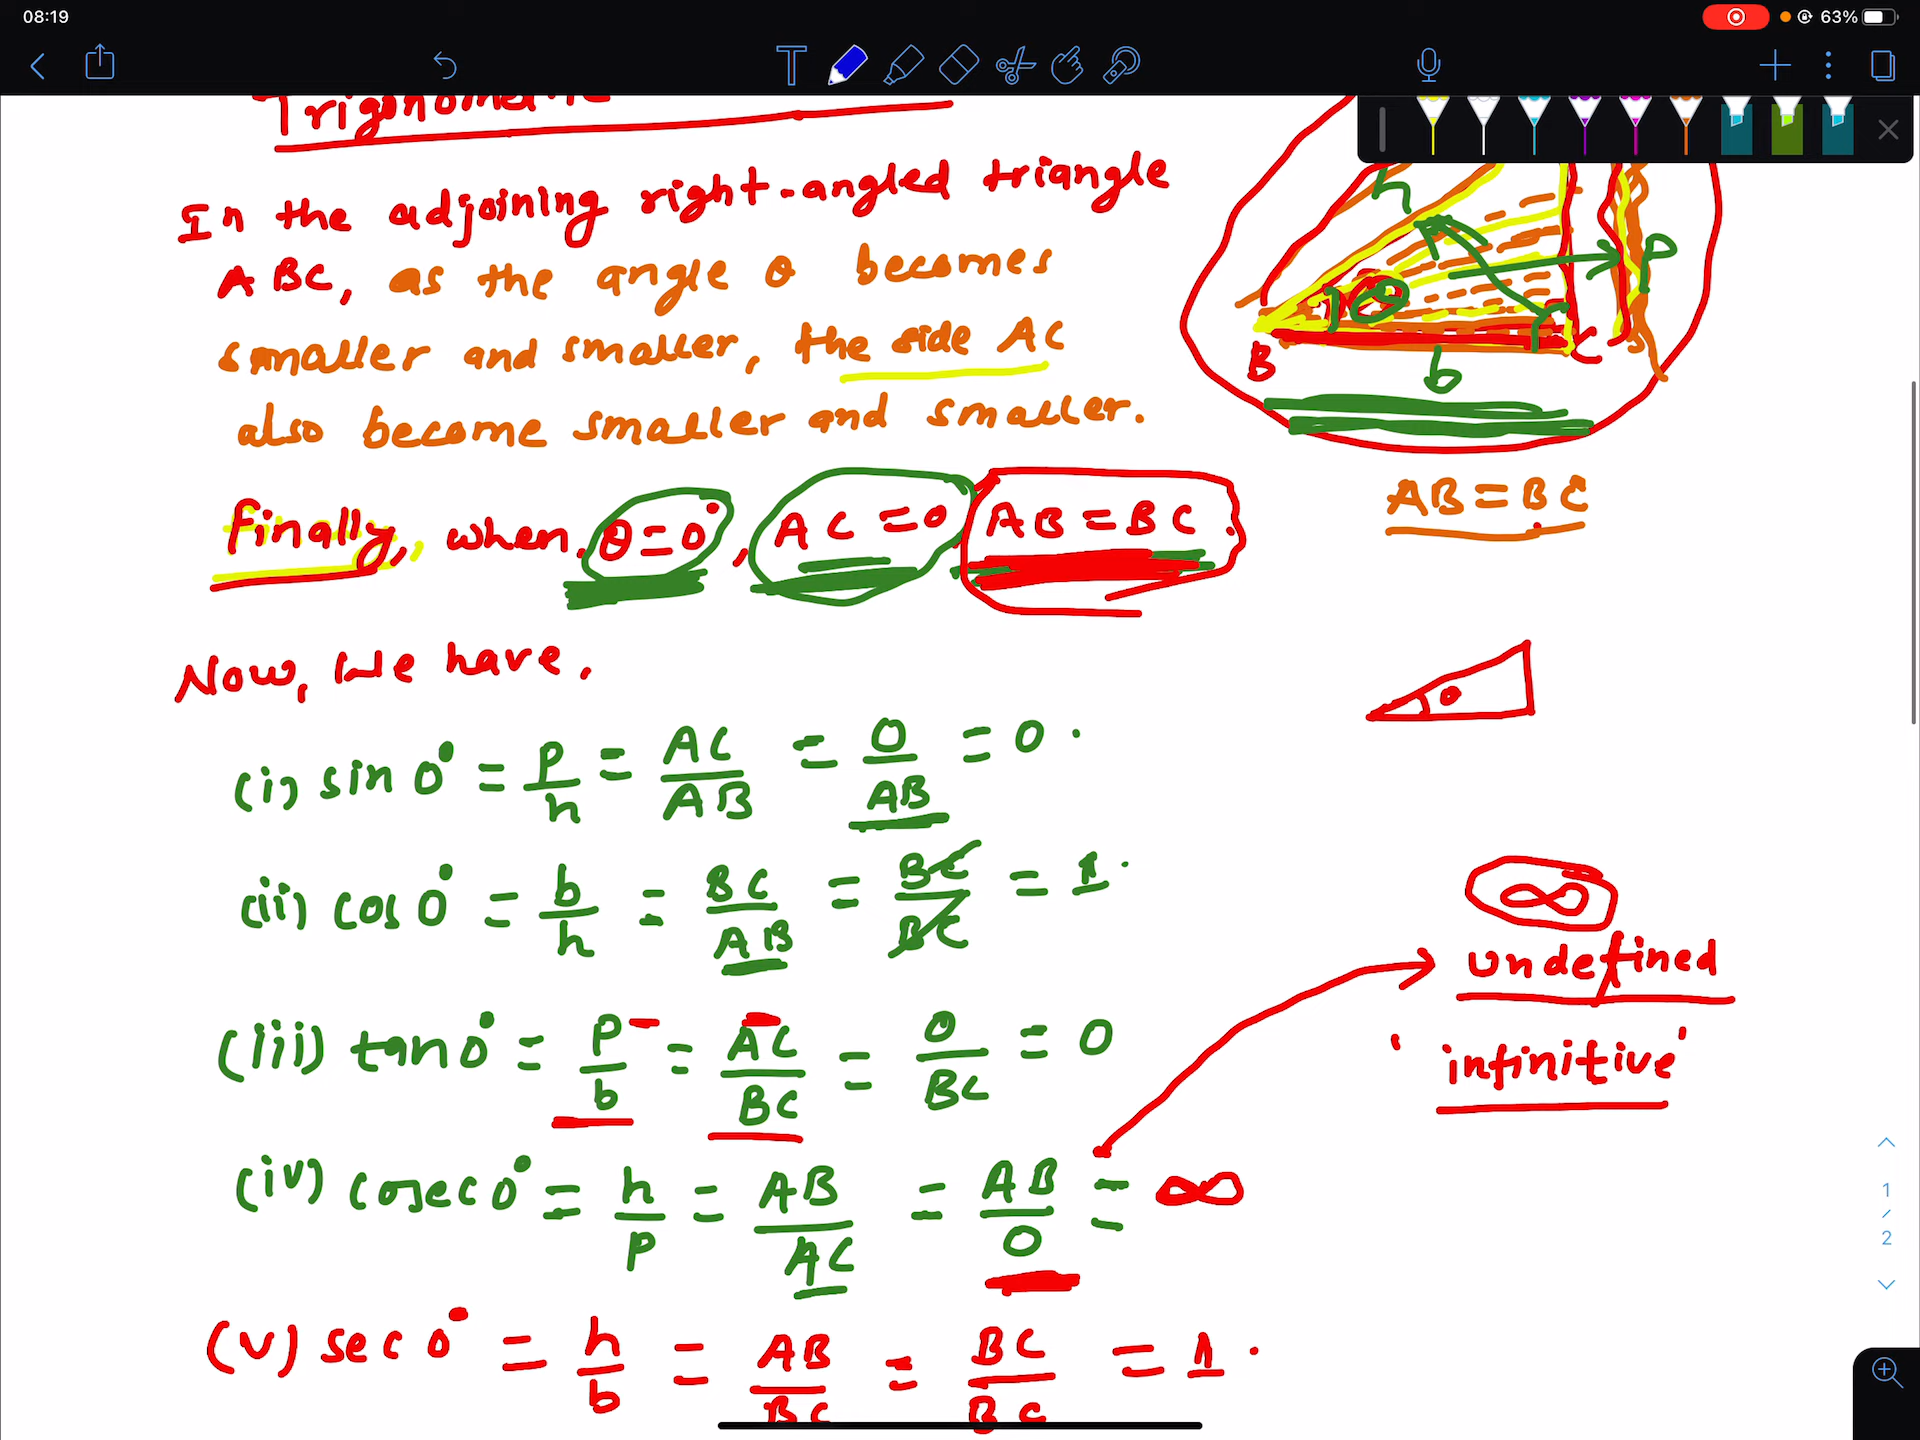 08:19
63%
Trigonometric
In the adjoining right-angled triangle
ABC, as the angle θ becomes
smaller and smaller, the side AC
also become smaller and smaller.
h
P
θ
B
C
b
AB = BC
Finally, when, θ = 0°, AC = 0, AB = BC.
Now, we have,
θ
(i) sin 0° = p/h = AC/AB = 0/AB = 0.
(ii) cos 0° = b/h = BC/AB = BC/BC = 1.
∞
undefined
'infinitive'
(iii) tan 0° = p/b = AC/BC = 0/BC = 0
(iv) cosec 0° = h/p = AB/AC = AB/0 = ∞
(v) sec 0° = h/b = AB/BC = BC/BC = 1.
1
/
2